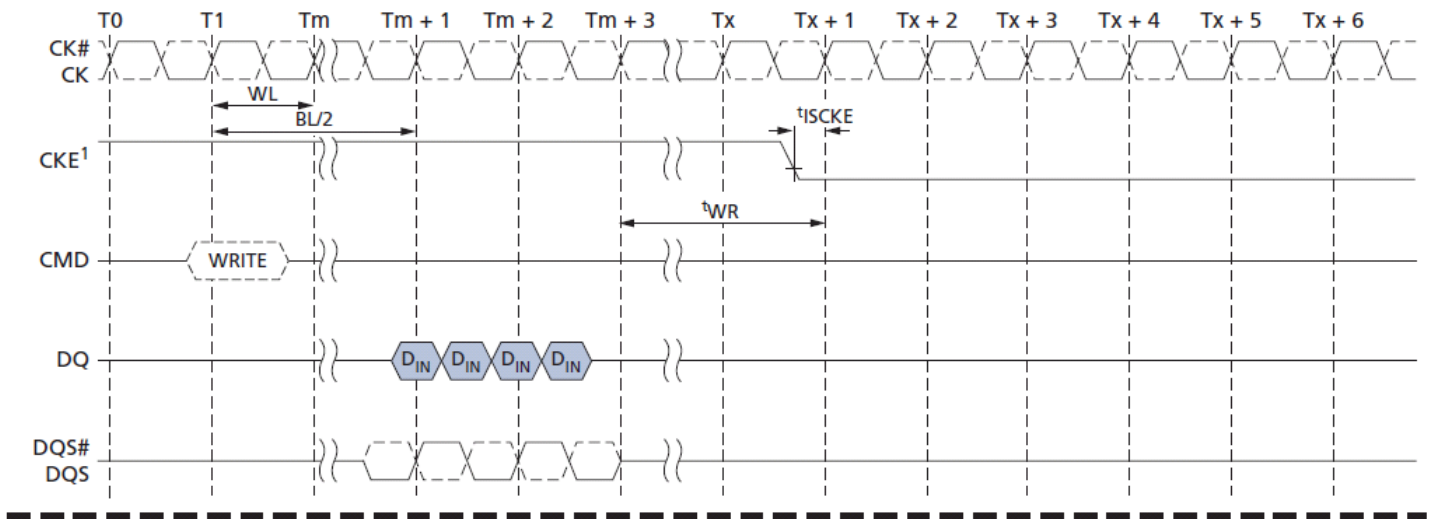 T0 T1 Tm Tm + 1 Tm + 2 Tm + 3 Tx Tx + 1 Tx + 2 Tx + 3 Tx + 4 Tx + 5 Tx + 6
CK#
CK
WL
BL/2
tISCKE
CKE1
tWR
CMD WRITE
DQ DIN DIN DIN DIN
DQS#
DQS